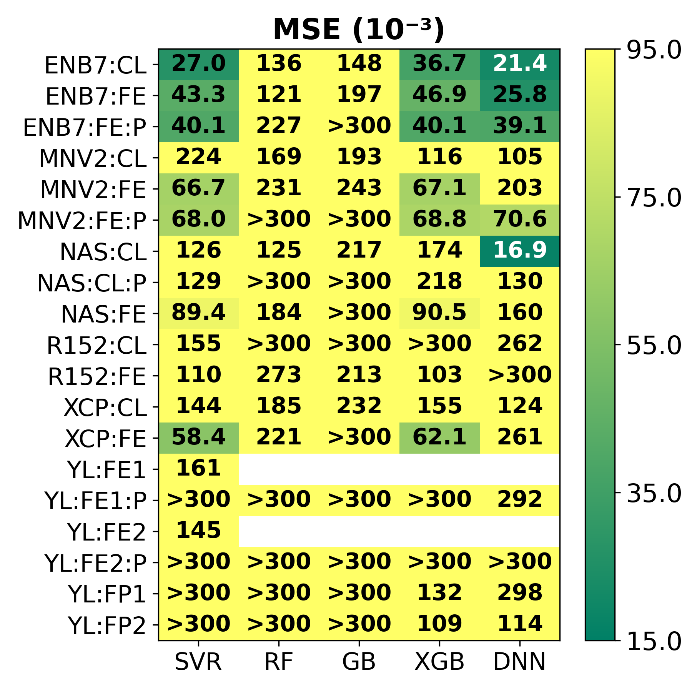 MSE (10⁻³)
ENB7:CL 27.0 136 148 36.7 21.4
ENB7:FE 43.3 121 197 46.9 25.8
ENB7:FE:P 40.1 227 >300 40.1 39.1
MNV2:CL 224 169 193 116 105
MNV2:FE 66.7 231 243 67.1 203
MNV2:FE:P 68.0 >300 >300 68.8 70.6
NAS:CL 126 125 217 174 16.9
NAS:CL:P 129 >300 >300 218 130
NAS:FE 89.4 184 >300 90.5 160
R152:CL 155 >300 >300 >300 262
R152:FE 110 273 213 103 >300
XCP:CL 144 185 232 155 124
XCP:FE 58.4 221 >300 62.1 261
YL:FE1 161
YL:FE1:P >300 >300 >300 >300 292
YL:FE2 145
YL:FE2:P >300 >300 >300 >300 >300
YL:FP1 >300 >300 >300 132 298
YL:FP2 >300 >300 >300 109 114
SVR RF GB XGB DNN
95.0
75.0
55.0
35.0
15.0